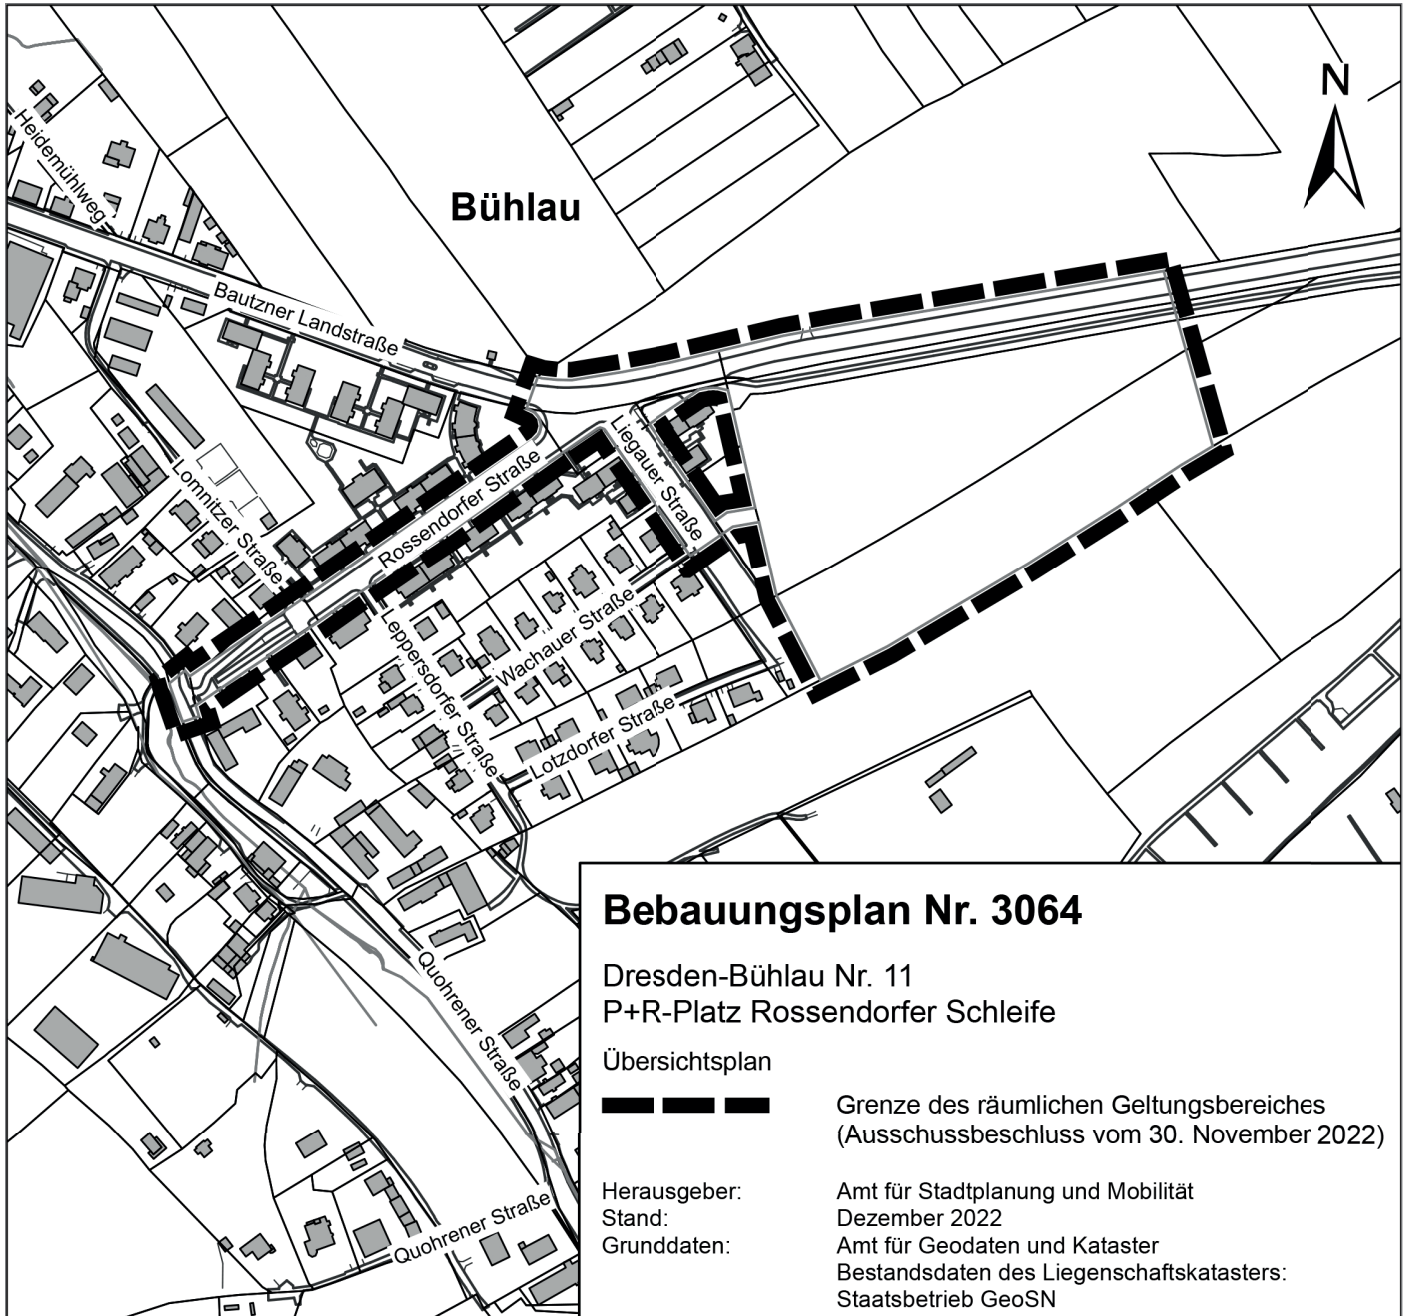 N
Heidemühlweg
Bühlau
Bautzner Landstraße
Liegauer Straße
Rossendorfer Straße
Lomnitzer Straße
Leppersdorfer Straße
Wachauer Straße
Lotzdorfer Straße
Quohrener Straße
Quohrener Straße
Bebauungsplan Nr. 3064
Dresden-Bühlau Nr. 11
P+R-Platz Rossendorfer Schleife
Übersichtsplan
Grenze des räumlichen Geltungsbereiches
(Ausschussbeschluss vom 30. November 2022)
Herausgeber: Amt für Stadtplanung und Mobilität
Stand: Dezember 2022
Grunddaten: Amt für Geodaten und Kataster
Bestandsdaten des Liegenschaftskatasters:
Staatsbetrieb GeoSN